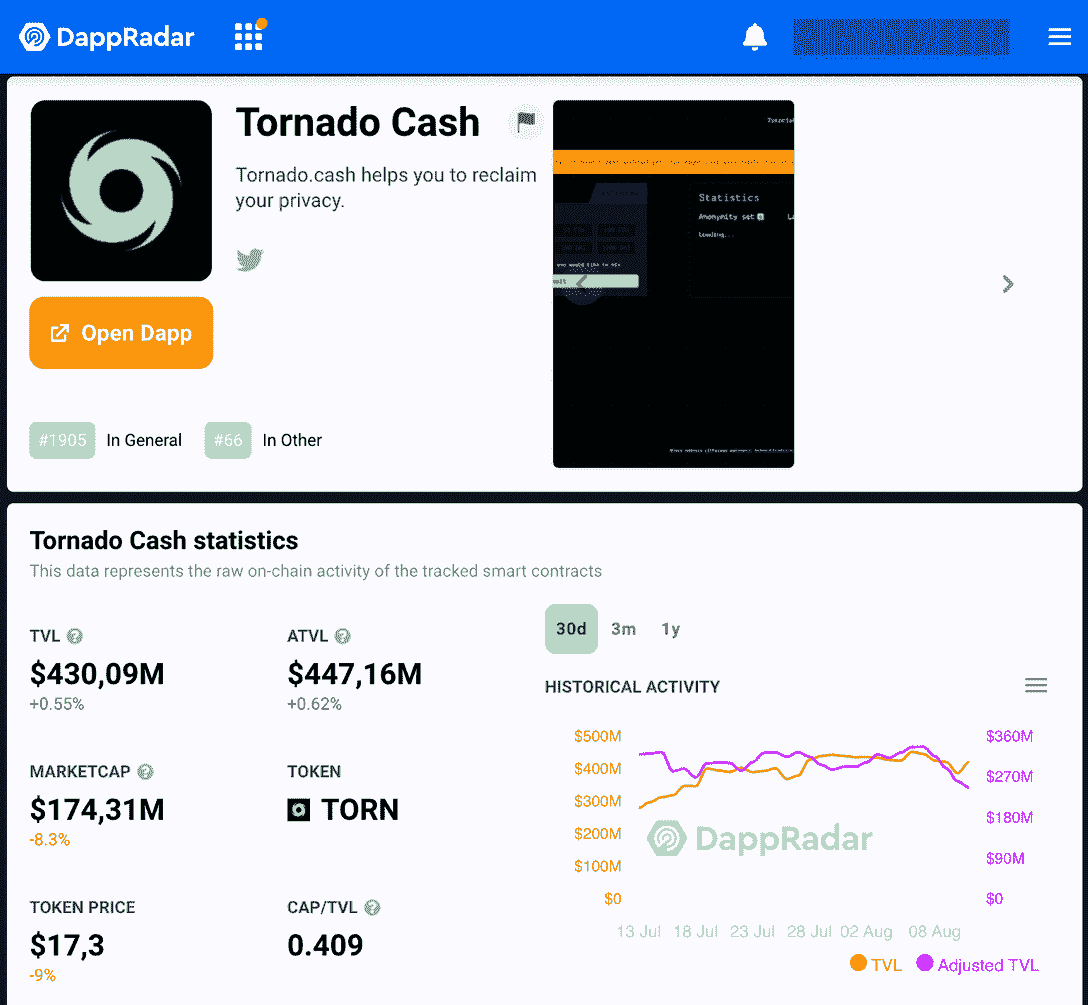 DappRadar
Tornado Cash
Tornado.cash helps you to reclaim
your privacy.
Statistics
Anonymity set
Loading...
Open Dapp
#1905 In General #66 In Other
Tornado Cash statistics
This data represents the raw on-chain activity of the tracked smart contracts
TVL
$430,09M
+0.55%
ATVL
$447,16M
+0.62%
MARKETCAP
$174,31M
-8.3%
TOKEN
TORN
TOKEN PRICE
$17,3
-9%
CAP/TVL
0.409
30d 3m 1y
HISTORICAL ACTIVITY
$500M
$400M
$300M
$200M
$100M
$0
$360M
$270M
$180M
$90M
$0
DappRadar
13 Jul 18 Jul 23 Jul 28 Jul 02 Aug 08 Aug
TVL Adjusted TVL